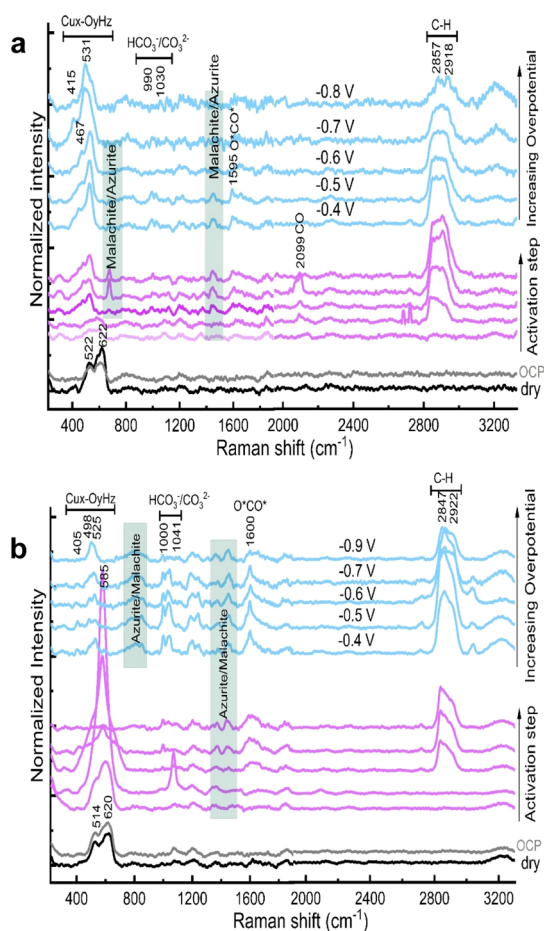 a
Cux-OyHz
HCO₃⁻/CO₃²⁻
C-H
531
415
467
990
1030
2857
2918
Malachite/Azurite
Malachite/Azurite
1595 O*CO*
2099 CO
-0.8 V
-0.7 V
-0.6 V
-0.5 V
-0.4 V
522
622
OCP
dry
Normalized intensity
Increasing Overpotential
Activation step
400 800 1200 1600 2000 2400 2800 3200
Raman shift (cm⁻¹)
b
Cux-OyHz
HCO₃⁻/CO₃²⁻
O*CO*
C-H
405
498
525
585
1000
1041
1600
2847
2922
Azurite/Malachite
Azurite/Malachite
-0.9 V
-0.7 V
-0.6 V
-0.5 V
-0.4 V
514
620
OCP
dry
Normalized Intensity
Increasing Overpotential
Activation step
400 800 1200 1600 2000 2400 2800 3200
Raman shift (cm⁻¹)